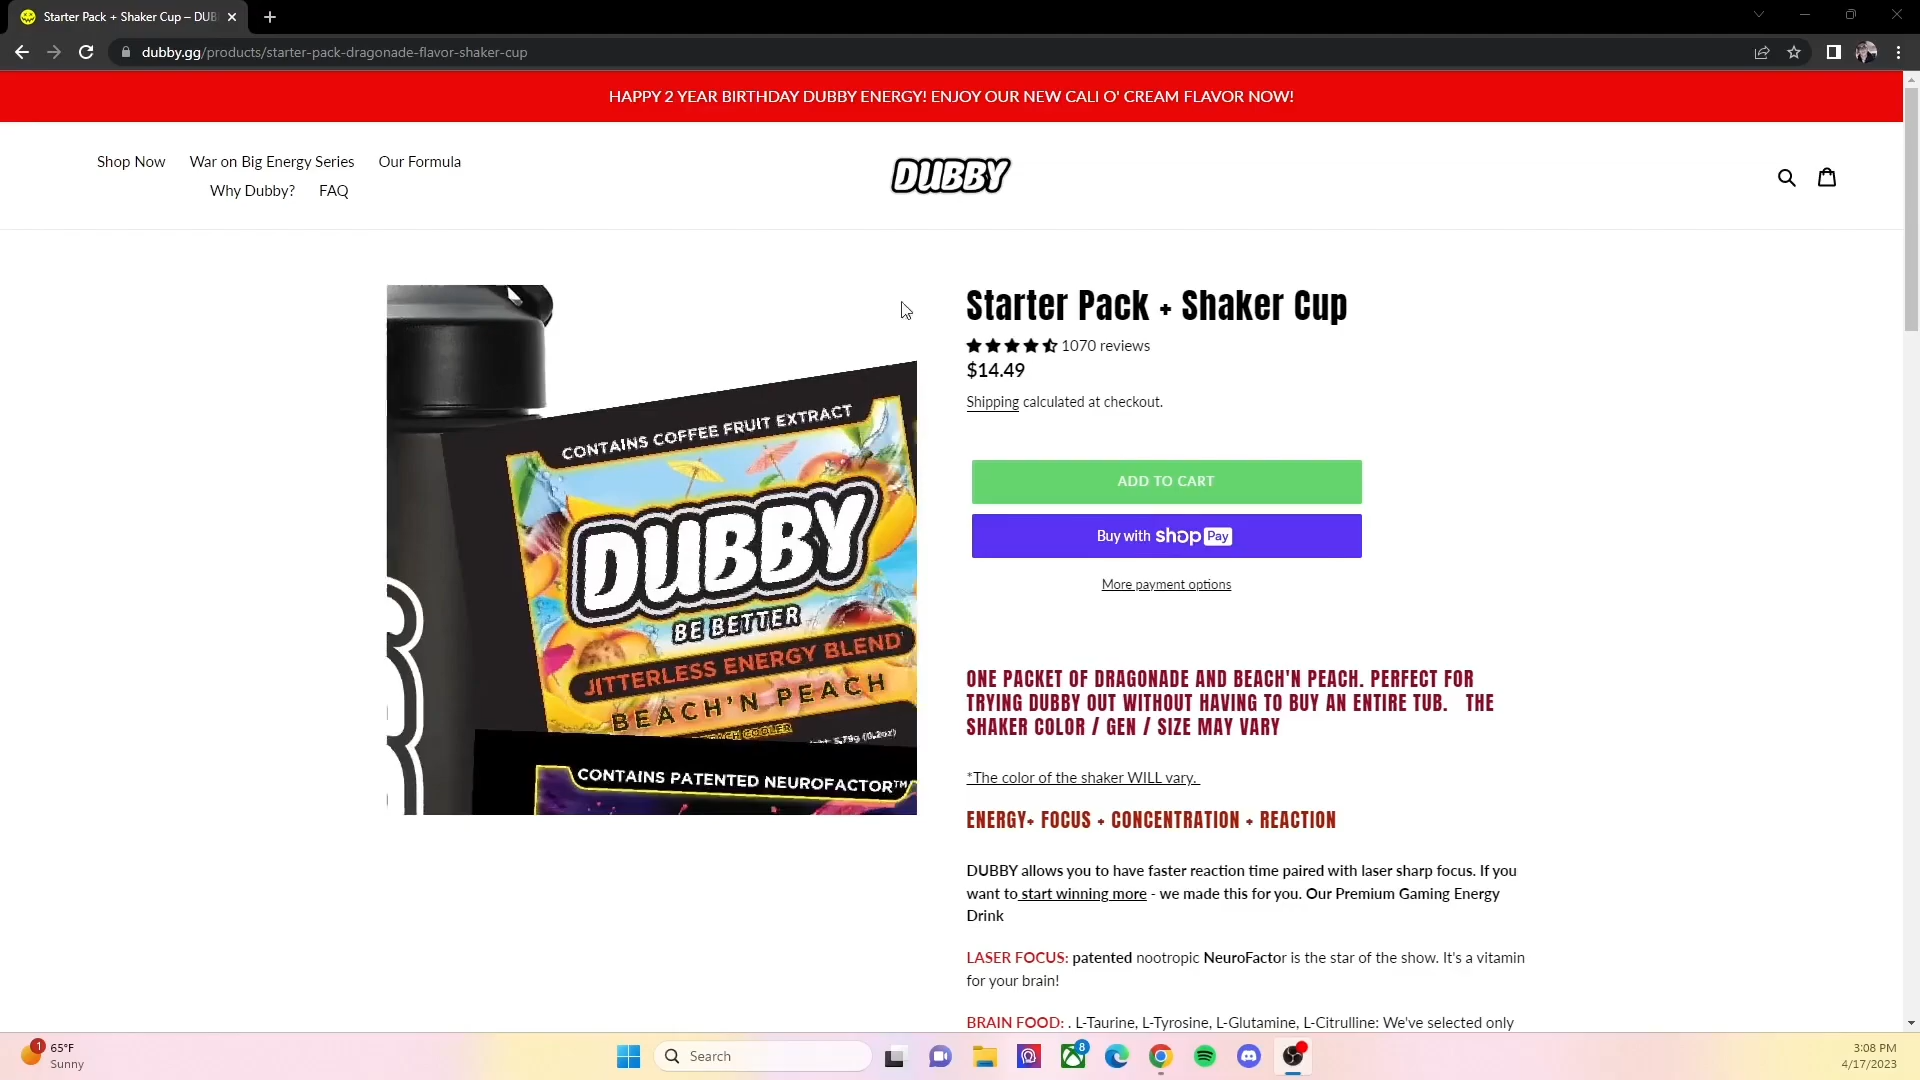 Starter Pack + Shaker Cup – DUB
dubby.gg/products/starter-pack-dragonade-flavor-shaker-cup
HAPPY 2 YEAR BIRTHDAY DUBBY ENERGY! ENJOY OUR NEW CALI O' CREAM FLAVOR NOW!
Shop Now War on Big Energy Series Our Formula
Why Dubby? FAQ
DUBBY
CONTAINS COFFEE FRUIT EXTRACT
DUBBY
BE BETTER
JITTERLESS ENERGY BLEND
BEACH'N PEACH
COOLER
5.79g (0.2oz)
CONTAINS PATENTED NEUROFACTOR™
Starter Pack + Shaker Cup
1070 reviews
$14.49
Shipping calculated at checkout.
ADD TO CART
Buy with shop Pay
More payment options
ONE PACKET OF DRAGONADE AND BEACH'N PEACH. PERFECT FOR
TRYING DUBBY OUT WITHOUT HAVING TO BUY AN ENTIRE TUB. THE
SHAKER COLOR / GEN / SIZE MAY VARY
*The color of the shaker WILL vary.
ENERGY+ FOCUS + CONCENTRATION + REACTION
DUBBY allows you to have faster reaction time paired with laser sharp focus. If you
want to start winning more - we made this for you. Our Premium Gaming Energy
Drink
LASER FOCUS: patented nootropic NeuroFactor is the star of the show. It's a vitamin
for your brain!
BRAIN FOOD: . L-Taurine, L-Tyrosine, L-Glutamine, L-Citrulline: We've selected only
1
65°F
Sunny
Search
8
3:08 PM
4/17/2023